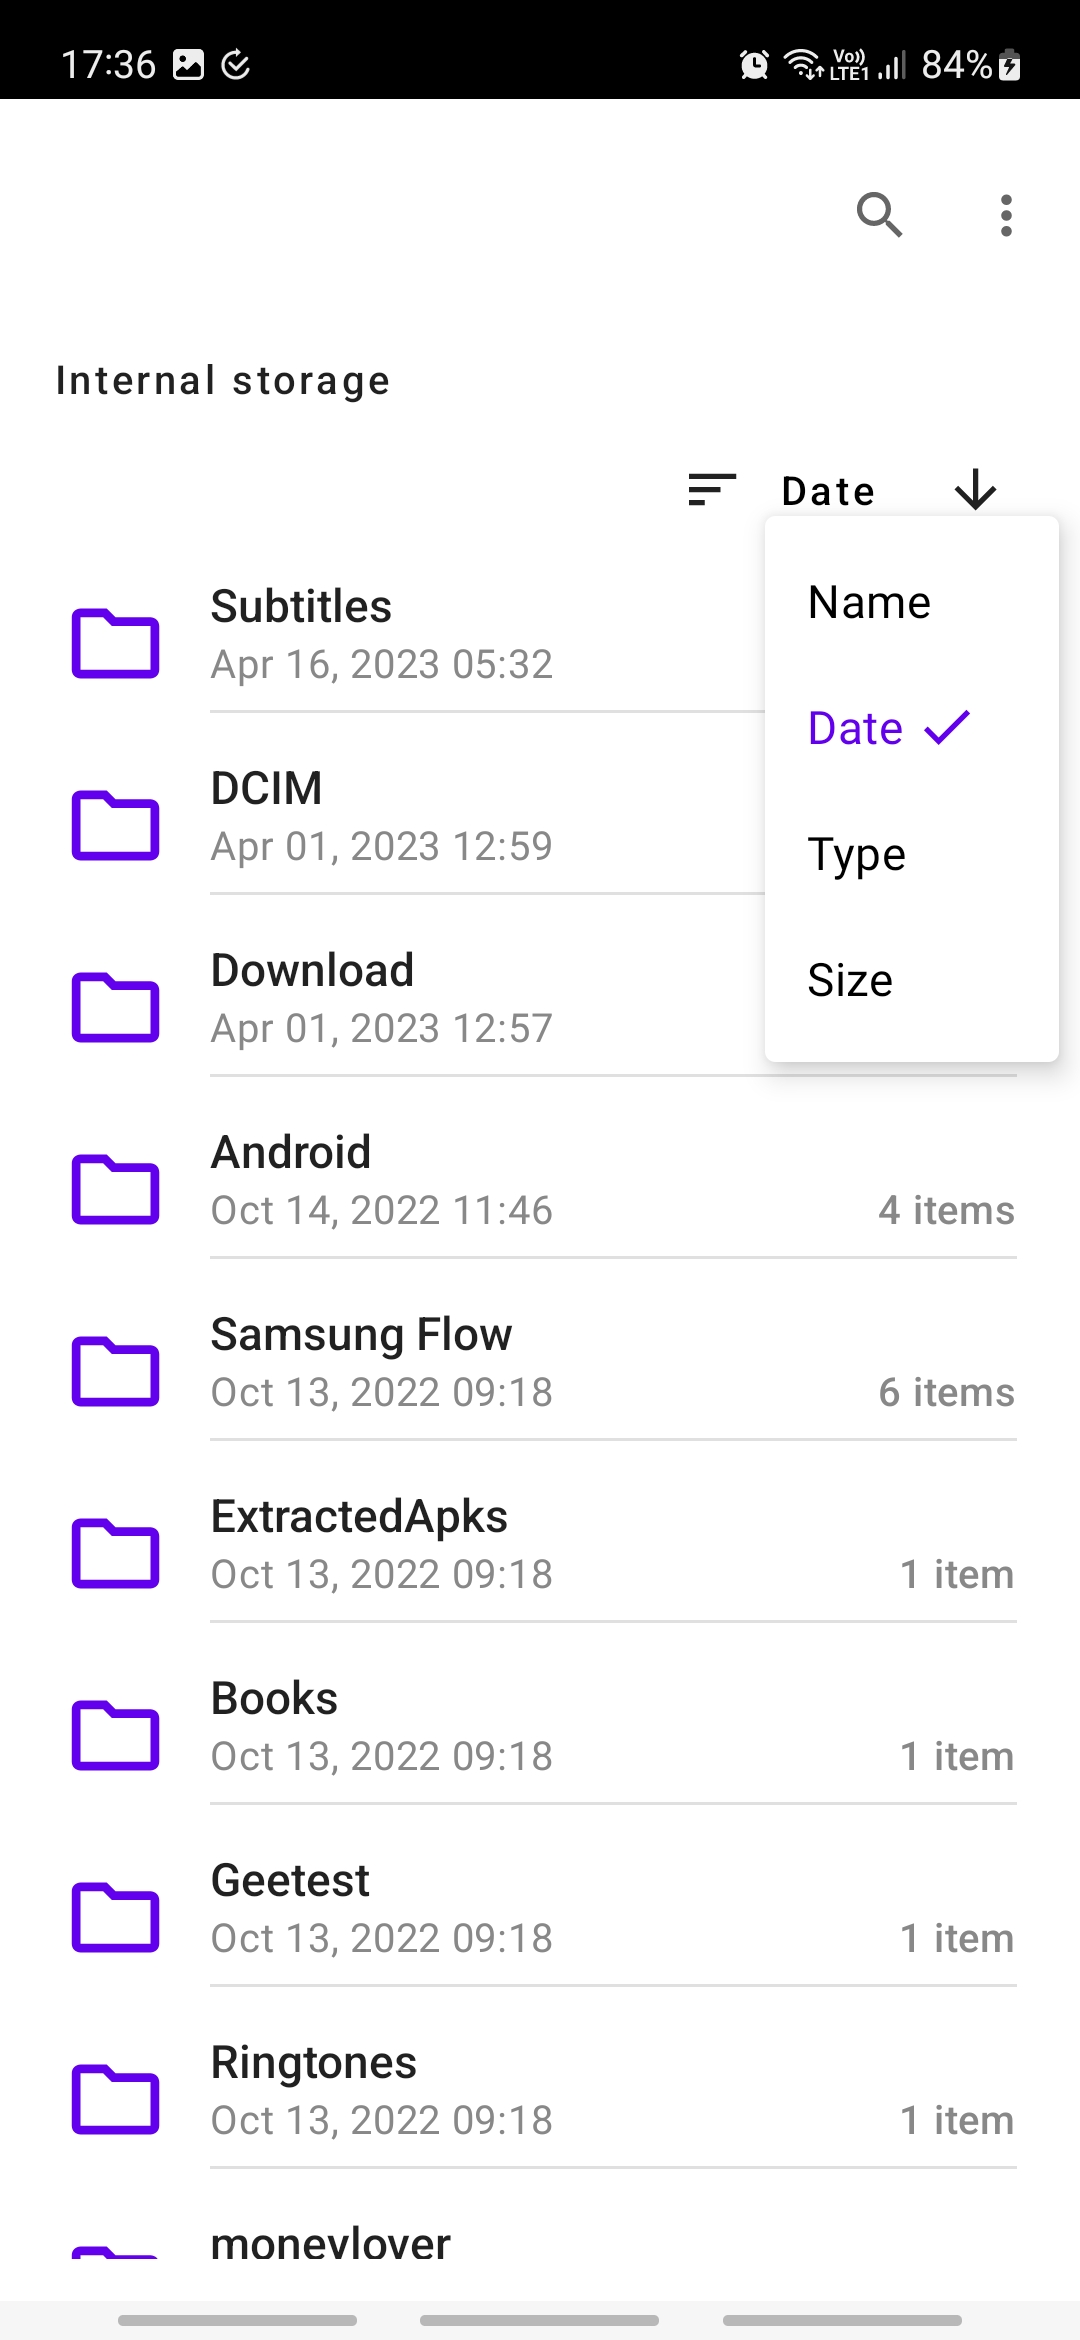 17:36 Vo)) LTE1 84%
Internal storage
Date
Name
Date
Type
Size
Subtitles
Apr 16, 2023 05:32
DCIM
Apr 01, 2023 12:59
Download
Apr 01, 2023 12:57
Android
Oct 14, 2022 11:46 4 items
Samsung Flow
Oct 13, 2022 09:18 6 items
ExtractedApks
Oct 13, 2022 09:18 1 item
Books
Oct 13, 2022 09:18 1 item
Geetest
Oct 13, 2022 09:18 1 item
Ringtones
Oct 13, 2022 09:18 1 item
moneylover